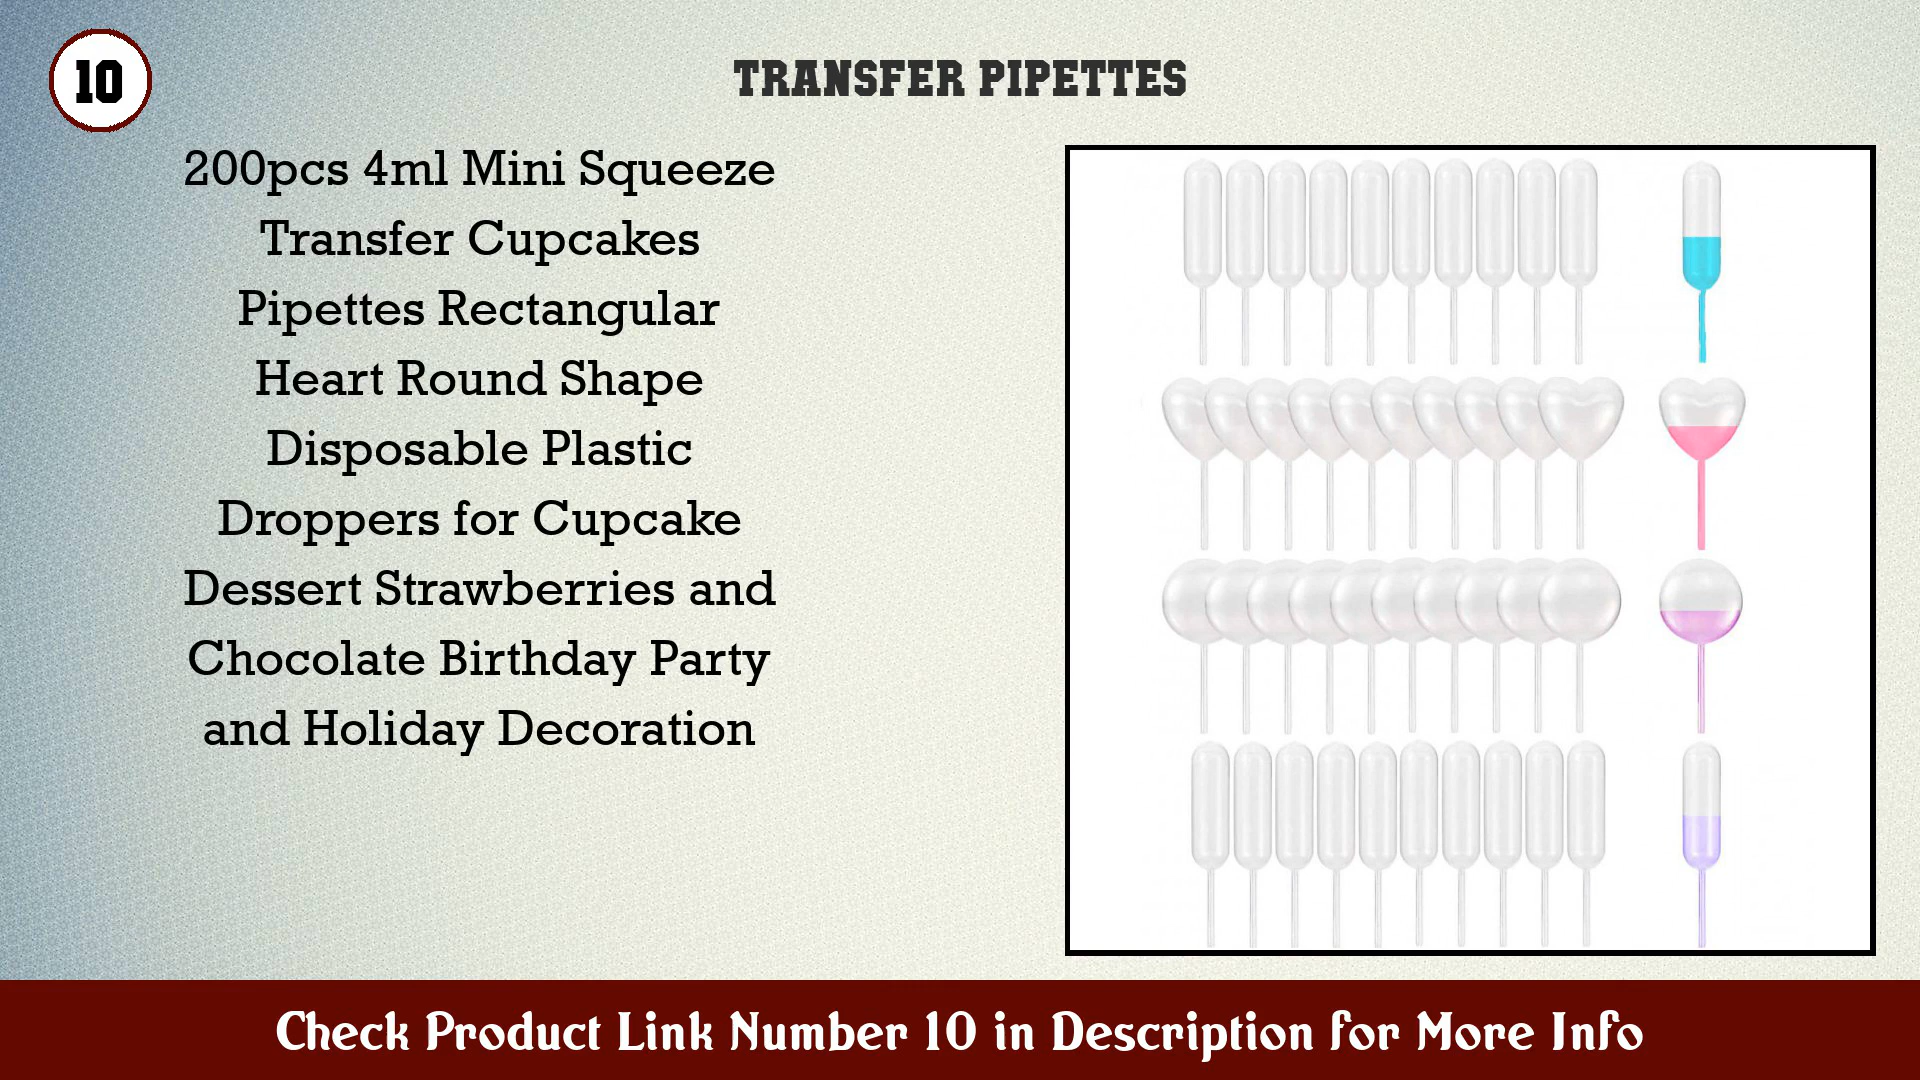 10
TRANSFER PIPETTES
200pcs 4ml Mini Squeeze
Transfer Cupcakes
Pipettes Rectangular
Heart Round Shape
Disposable Plastic
Droppers for Cupcake
Dessert Strawberries and
Chocolate Birthday Party
and Holiday Decoration
Check Product Link Number 10 in Description for More Info